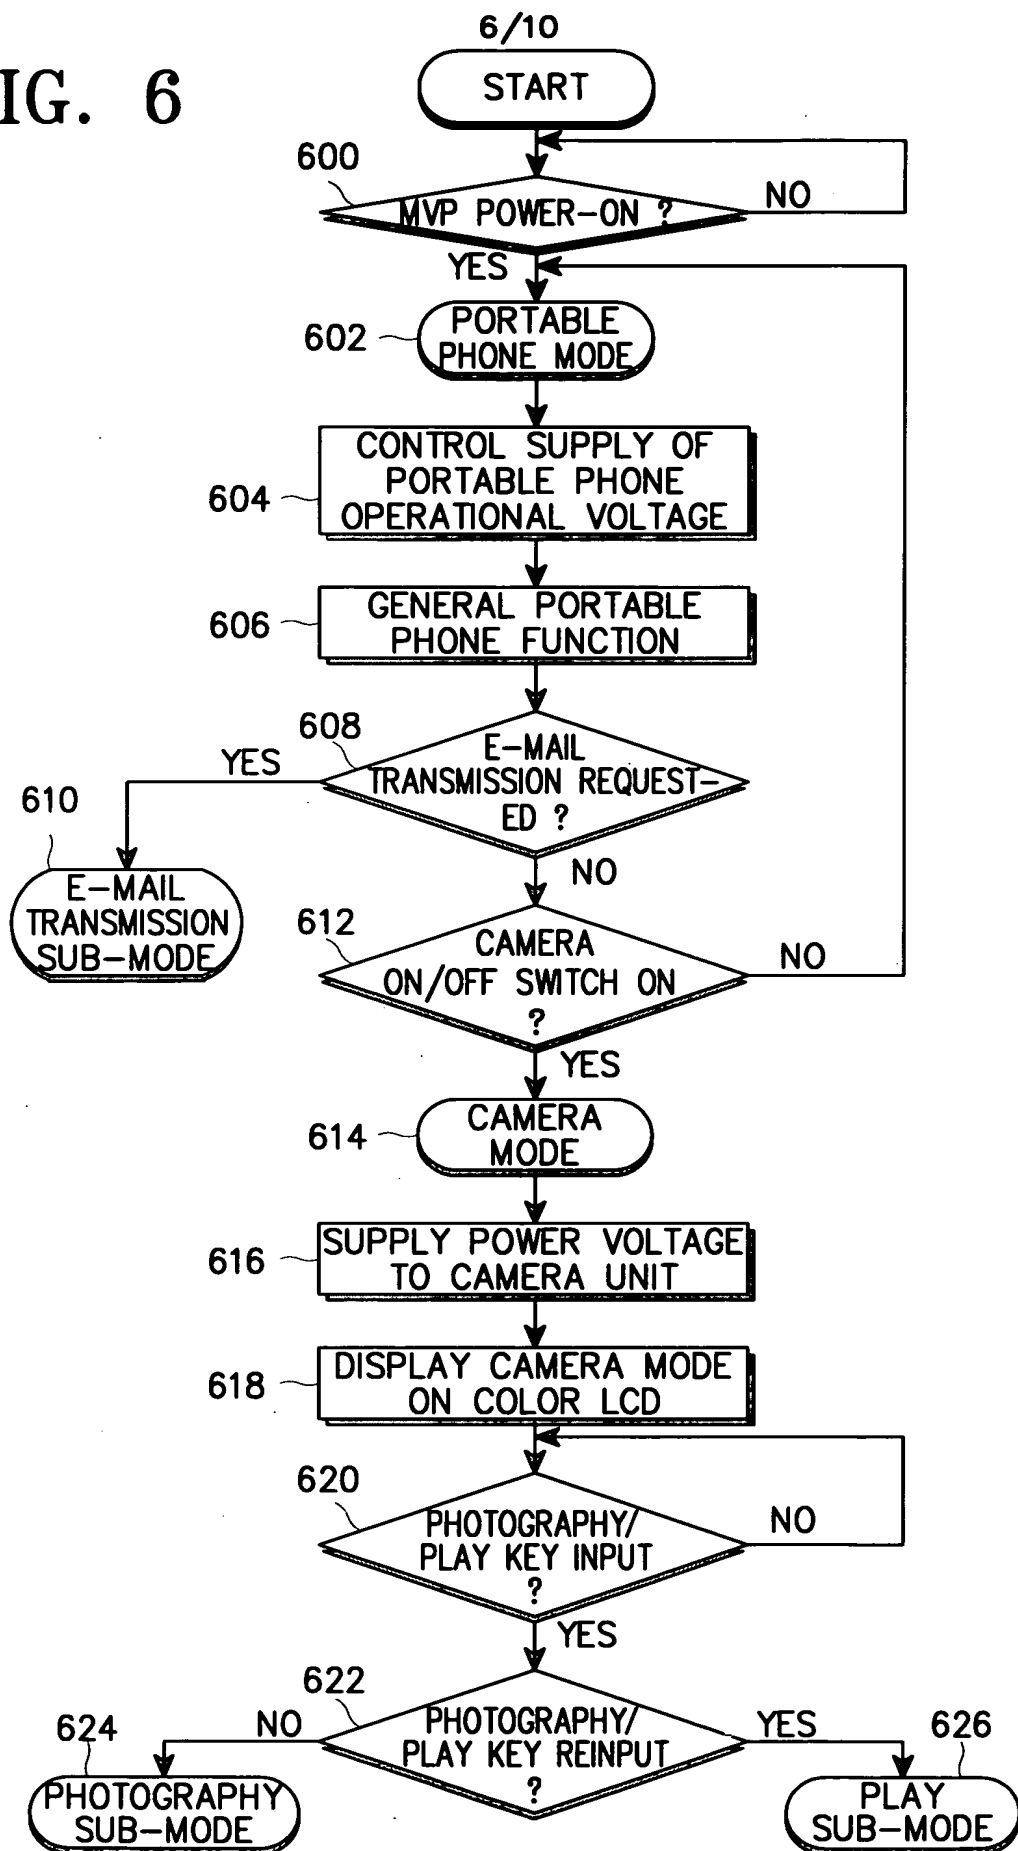 6/10
IG. 6
START
600
MVP POWER-ON ?
NO
YES
602
PORTABLE
PHONE MODE
604
CONTROL SUPPLY OF
PORTABLE PHONE
OPERATIONAL VOLTAGE
606
GENERAL PORTABLE
PHONE FUNCTION
608
E-MAIL
TRANSMISSION REQUEST-
ED ?
YES
610
E-MAIL
TRANSMISSION
SUB-MODE
NO
612
CAMERA
ON/OFF SWITCH ON
?
NO
YES
614
CAMERA
MODE
616
SUPPLY POWER VOLTAGE
TO CAMERA UNIT
618
DISPLAY CAMERA MODE
ON COLOR LCD
620
PHOTOGRAPHY/
PLAY KEY INPUT
?
NO
YES
622
PHOTOGRAPHY/
PLAY KEY REINPUT
?
NO
YES
624
PHOTOGRAPHY
SUB-MODE
626
PLAY
SUB-MODE